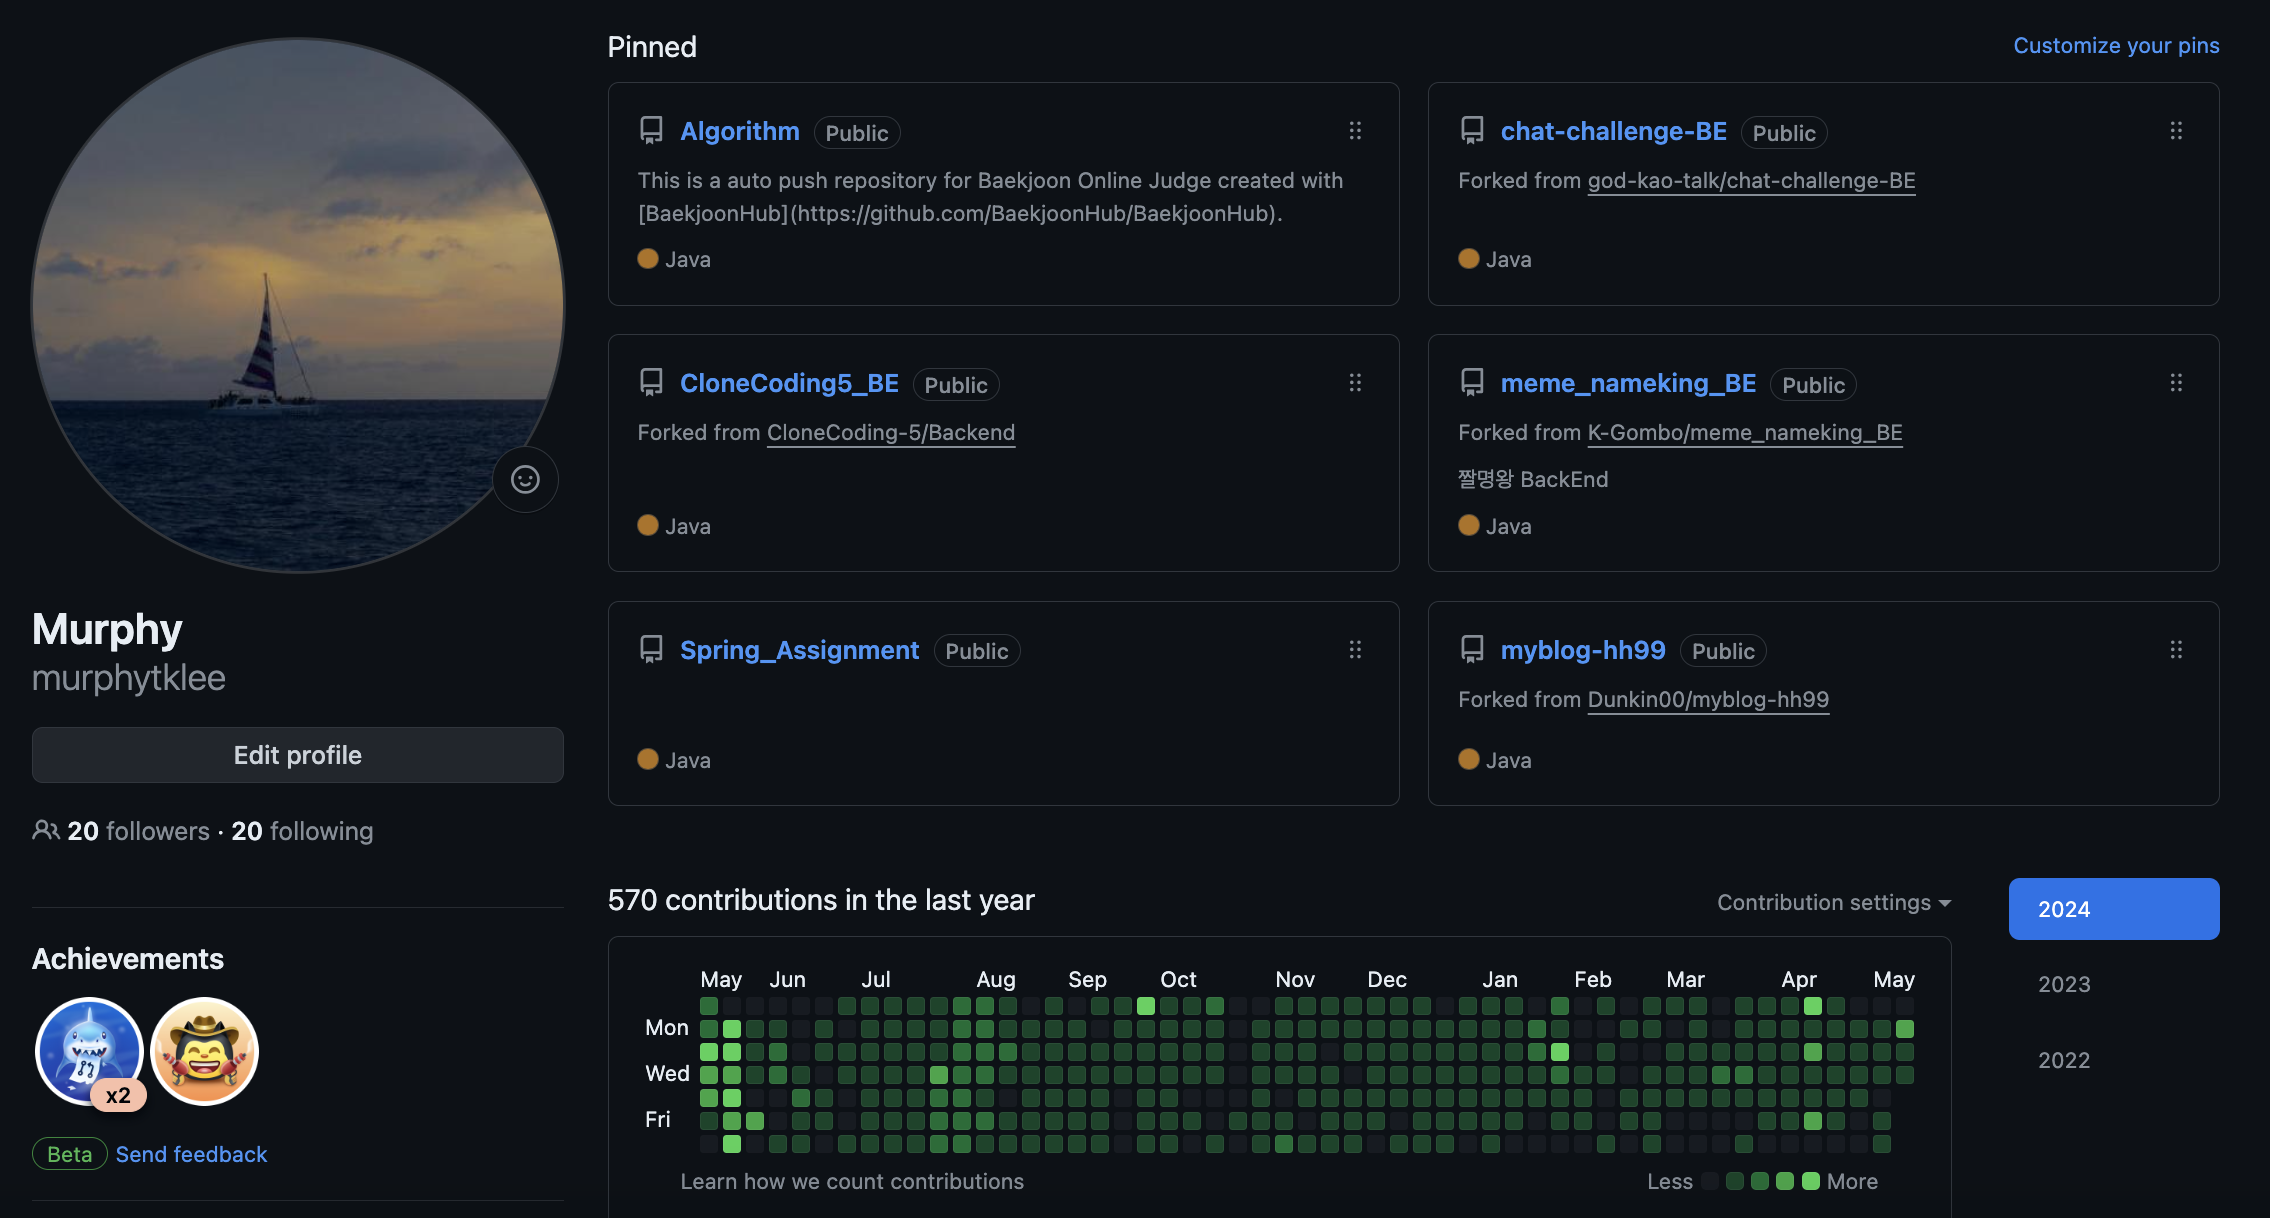 Murphy
murphytklee
Edit profile
20 followers · 20 following
Achievements
x2
Beta Send feedback
Pinned
Customize your pins
Algorithm Public
This is a auto push repository for Baekjoon Online Judge created with
[BaekjoonHub](https://github.com/BaekjoonHub/BaekjoonHub).
Java
chat-challenge-BE Public
Forked from god-kao-talk/chat-challenge-BE
Java
CloneCoding5_BE Public
Forked from CloneCoding-5/Backend
Java
meme_nameking_BE Public
Forked from K-Gombo/meme_nameking_BE
짤명왕 BackEnd
Java
Spring_Assignment Public
Java
myblog-hh99 Public
Forked from Dunkin00/myblog-hh99
Java
570 contributions in the last year
Contribution settings
May Jun Jul Aug Sep Oct Nov Dec Jan Feb Mar Apr May
Mon
Wed
Fri
Learn how we count contributions
Less More
2024
2023
2022